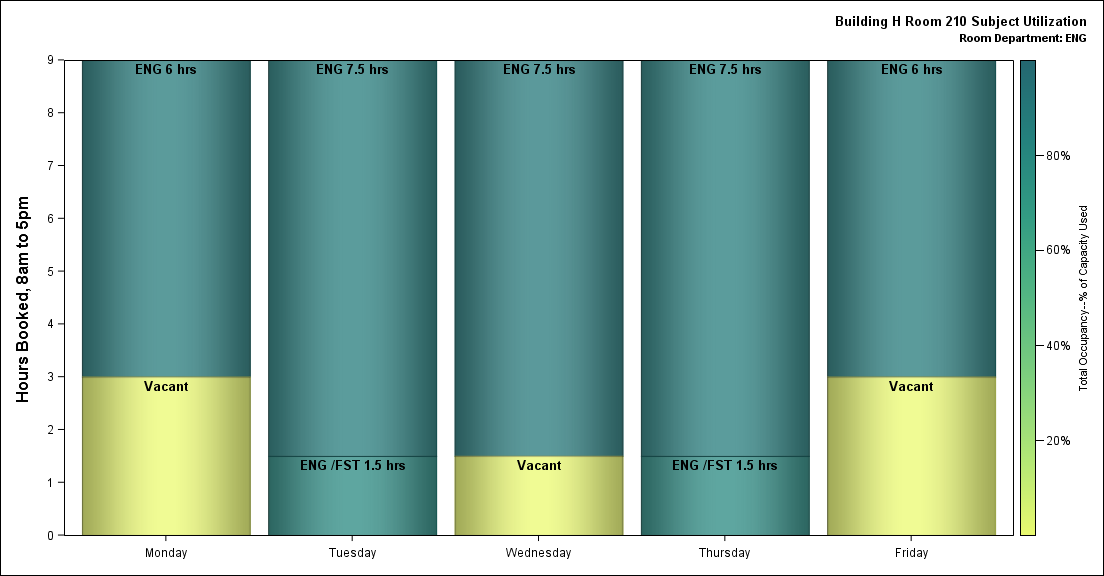 Building H Room 210 Subject Utilization
Room Department: ENG
Hours Booked, 8am to 5pm
9
8
7
6
5
4
3
2
1
0
ENG 6 hrs
ENG 7.5 hrs
ENG 7.5 hrs
ENG 7.5 hrs
ENG 6 hrs
Vacant
Vacant
ENG /FST 1.5 hrs
Vacant
ENG /FST 1.5 hrs
Monday
Tuesday
Wednesday
Thursday
Friday
80%
60%
40%
20%
Total Occupancy--% of Capacity Used